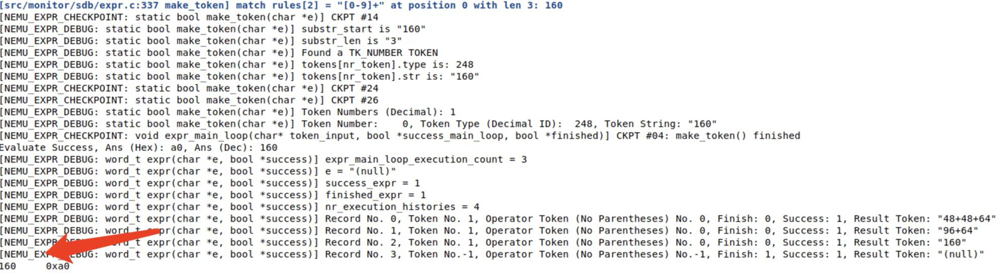 [src/monitor/sdb/expr.c:337 make_token] match rules[2] = "[0-9]+" at position 0 with len 3: 160
[NEMU_EXPR_CHECKPOINT: static bool make_token(char *e)] CKPT #14
[NEMU_EXPR_DEBUG: static bool make_token(char *e)] substr_start is "160"
[NEMU_EXPR_DEBUG: static bool make_token(char *e)] substr_len is "3"
[NEMU_EXPR_DEBUG: static bool make_token(char *e)] Found a TK_NUMBER TOKEN
[NEMU_EXPR_DEBUG: static bool make_token(char *e)] tokens[nr_token].type is: 248
[NEMU_EXPR_DEBUG: static bool make_token(char *e)] tokens[nr_token].str is: "160"
[NEMU_EXPR_CHECKPOINT: static bool make_token(char *e)] CKPT #24
[NEMU_EXPR_CHECKPOINT: static bool make_token(char *e)] CKPT #26
[NEMU_EXPR_DEBUG: static bool make_token(char *e)] Token Numbers (Decimal): 1
[NEMU_EXPR_DEBUG: static bool make_token(char *e)] Token Number:    0, Token Type (Decimal ID):  248, Token String: "160"
[NEMU_EXPR_CHECKPOINT: void expr_main_loop(char* token_input, bool *success_main_loop, bool *finished)] CKPT #04: make_token() finished
Evaluate Success, Ans (Hex): a0, Ans (Dec): 160
[NEMU_EXPR_DEBUG: word_t expr(char *e, bool *success)] expr_main_loop_execution_count = 3
[NEMU_EXPR_DEBUG: word_t expr(char *e, bool *success)] e = "(null)"
[NEMU_EXPR_DEBUG: word_t expr(char *e, bool *success)] success_expr = 1
[NEMU_EXPR_DEBUG: word_t expr(char *e, bool *success)] finished_expr = 1
[NEMU_EXPR_DEBUG: word_t expr(char *e, bool *success)] nr_execution_histories = 4
[NEMU_EXPR_DEBUG: word_t expr(char *e, bool *success)] Record No. 0, Token No. 1, Operator Token (No Parentheses) No. 0, Finish: 0, Success: 1, Result Token: "48+48+64"
[NEMU_EXPR_DEBUG: word_t expr(char *e, bool *success)] Record No. 1, Token No. 1, Operator Token (No Parentheses) No. 0, Finish: 0, Success: 1, Result Token: "96+64"
[NEMU_EXPR_DEBUG: word_t expr(char *e, bool *success)] Record No. 2, Token No. 1, Operator Token (No Parentheses) No. 0, Finish: 0, Success: 1, Result Token: "160"
[NEMU_EXPR_DEBUG: word_t expr(char *e, bool *success)] Record No. 3, Token No.-1, Operator Token (No Parentheses) No.-1, Finish: 1, Success: 1, Result Token: "(null)"
160     0xa0